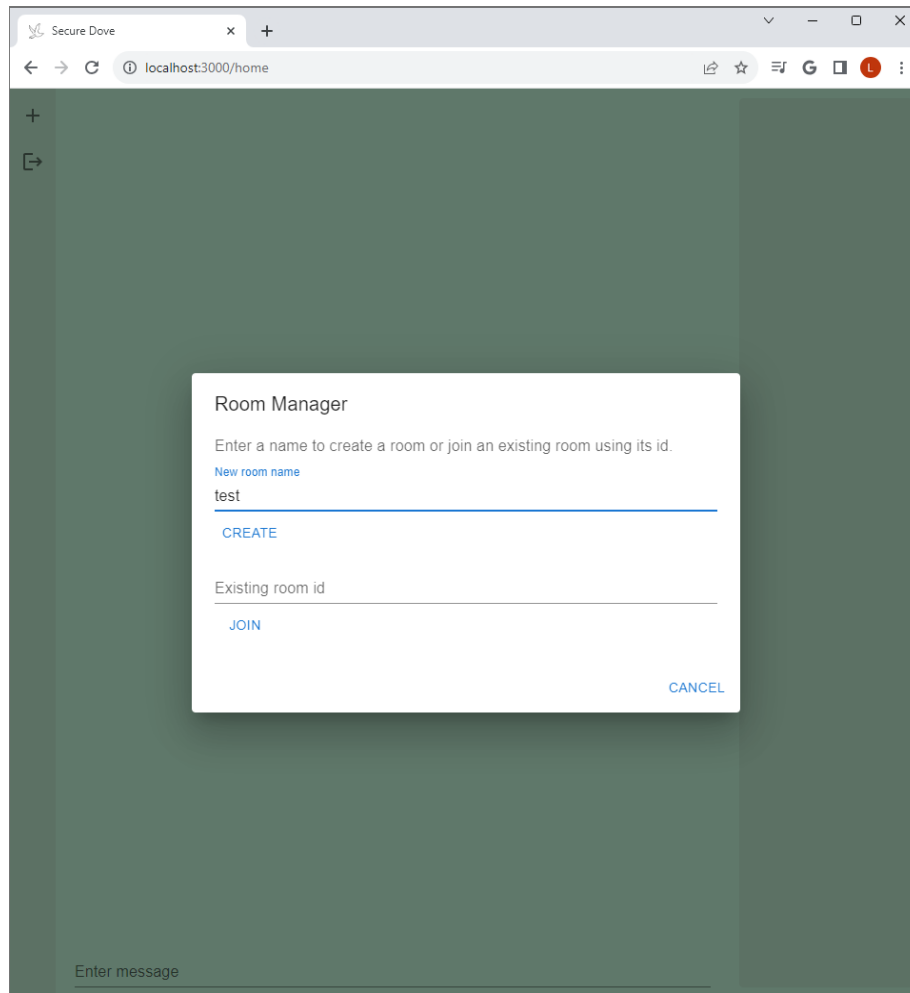 Secure Dove
localhost:3000/home
G
L
Room Manager
Enter a name to create a room or join an existing room using its id.
New room name
test
CREATE
Existing room id
JOIN
CANCEL
Enter message